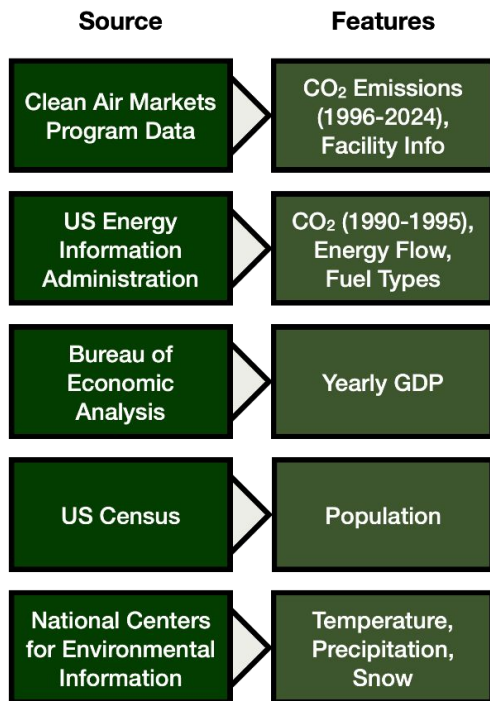 Source
Features
Clean Air Markets
Program Data
CO₂ Emissions
(1996-2024),
Facility Info
US Energy
Information
Administration
CO₂ (1990-1995),
Energy Flow,
Fuel Types
Bureau of
Economic
Analysis
Yearly GDP
US Census
Population
National Centers
for Environmental
Information
Temperature,
Precipitation,
Snow